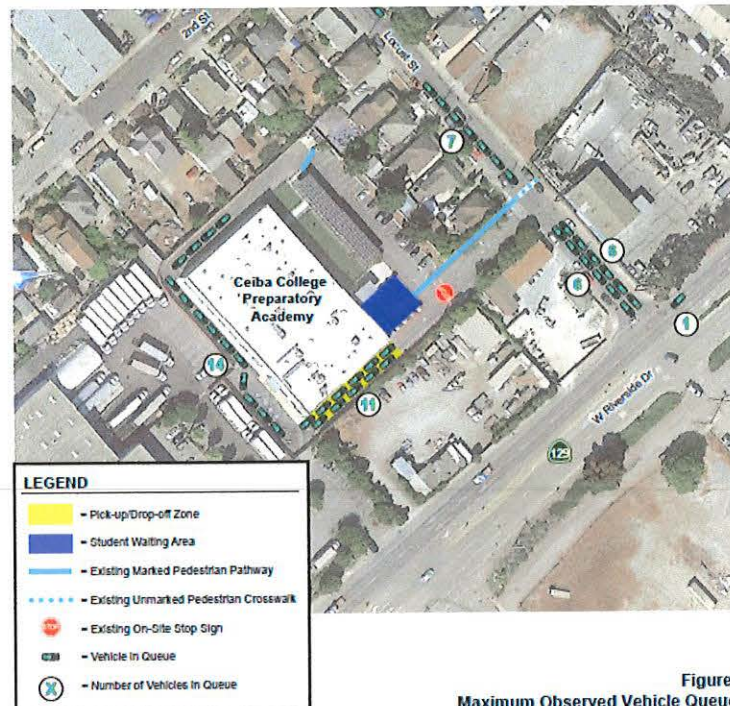 2nd St
Locust St
7
Ceiba College
Preparatory
Academy
5
6
1
14
11
W Riverside Dr
129
LEGEND
= Pick-up/Drop-off Zone
= Student Waiting Area
= Existing Marked Pedestrian Pathway
= Existing Unmarked Pedestrian Crosswalk
STOP = Existing On-Site Stop Sign
= Vehicle in Queue
X = Number of Vehicles in Queue
Figure
Maximum Observed Vehicle Queue